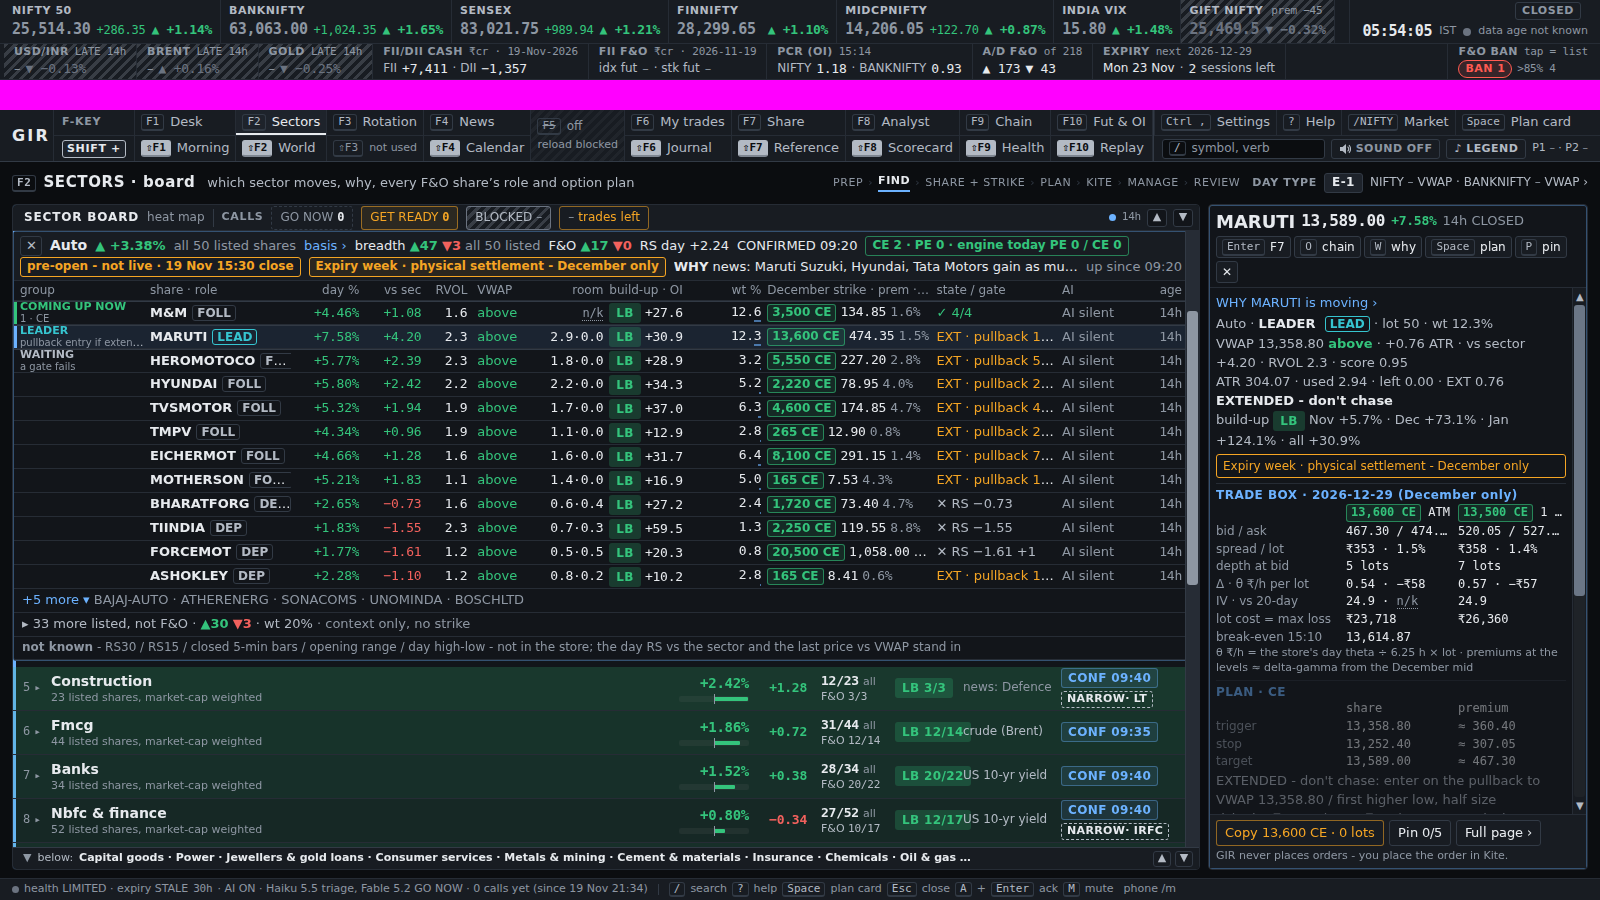 NIFTY 50 BANKNIFTY SENSEX FINNIFTY MIDCPNIFTY INDIA VIX GIFT NIFTY prem −45 CLOSED
25,514.30 +286.35 ▲ +1.14% 63,063.00 +1,024.35 ▲ +1.65% 83,021.75 +989.94 ▲ +1.21% 28,299.65 ▲ +1.10% 14,206.05 +122.70 ▲ +0.87% 15.80 ▲ +1.48% 25,469.5 ▼ −0.32% 05:54:05 IST ● data age not known
USD/INR LATE 14h BRENT LATE 14h GOLD LATE 14h FII/DII CASH ₹cr · 19-Nov-2026 FII F&O ₹cr · 2026-11-19 PCR (OI) 15:14 A/D F&O of 218 EXPIRY next 2026-12-29 F&O BAN tap = list
– ▼ −0.13% – ▲ +0.16% – ▼ −0.25% FII +7,411 · DII −1,357 idx fut – · stk fut – NIFTY 1.18 · BANKNIFTY 0.93 ▲ 173 ▼ 43 Mon 23 Nov · 2 sessions left BAN 1 >85% 4
GIR F-KEY F1 Desk F2 Sectors F3 Rotation F4 News F5 off F6 My trades F7 Share F8 Analyst F9 Chain F10 Fut & OI Ctrl , Settings ? Help /NIFTY Market Space Plan card
SHIFT + ⇧F1 Morning ⇧F2 World ⇧F3 not used ⇧F4 Calendar reload blocked ⇧F6 Journal ⇧F7 Reference ⇧F8 Scorecard ⇧F9 Health ⇧F10 Replay / symbol, verb SOUND OFF ♪ LEGEND P1 – · P2 –
F2 SECTORS · board which sector moves, why, every F&O share's role and option plan PREP › FIND › SHARE + STRIKE › PLAN › KITE › MANAGE › REVIEW DAY TYPE E-1 NIFTY – VWAP · BANKNIFTY – VWAP ›
SECTOR BOARD heat map CALLS GO NOW 0 GET READY 0 BLOCKED – – trades left ● 14h ▲ ▼
✕ Auto ▲ +3.38% all 50 listed shares basis › breadth ▲47 ▼3 all 50 listed F&O ▲17 ▼0 RS day +2.24 CONFIRMED 09:20 CE 2 · PE 0 · engine today PE 0 / CE 0
pre-open - not live · 19 Nov 15:30 close Expiry week · physical settlement - December only WHY news: Maruti Suzuki, Hyundai, Tata Motors gain as mu… up since 09:20
group share · role day % vs sec RVOL VWAP room build-up · OI wt % December strike · prem ·… state / gate AI age
COMING UP NOW
1 · CE
M&M FOLL +4.46% +1.08 1.6 above n/k LB +27.6 12.6 3,500 CE 134.85 1.6% ✓ 4/4 AI silent 14h
LEADER
pullback entry if exten…
MARUTI LEAD +7.58% +4.20 2.3 above 2.9·0.0 LB +30.9 12.3 13,600 CE 474.35 1.5% EXT · pullback 1… AI silent 14h
WAITING
a gate fails
HEROMOTOCO F… +5.77% +2.39 2.3 above 1.8·0.0 LB +28.9 3.2 5,550 CE 227.20 2.8% EXT · pullback 5… AI silent 14h
HYUNDAI FOLL +5.80% +2.42 2.2 above 2.2·0.0 LB +34.3 5.2 2,220 CE 78.95 4.0% EXT · pullback 2… AI silent 14h
TVSMOTOR FOLL +5.32% +1.94 1.9 above 1.7·0.0 LB +37.0 6.3 4,600 CE 174.85 4.7% EXT · pullback 4… AI silent 14h
TMPV FOLL +4.34% +0.96 1.9 above 1.1·0.0 LB +12.9 2.8 265 CE 12.90 0.8% EXT · pullback 2… AI silent 14h
EICHERMOT FOLL +4.66% +1.28 1.6 above 1.6·0.0 LB +31.7 6.4 8,100 CE 291.15 1.4% EXT · pullback 7… AI silent 14h
MOTHERSON FO… +5.21% +1.83 1.1 above 1.4·0.0 LB +16.9 5.0 165 CE 7.53 4.3% EXT · pullback 1… AI silent 14h
BHARATFORG DE… +2.65% −0.73 1.6 above 0.6·0.4 LB +27.2 2.4 1,720 CE 73.40 4.7% ✕ RS −0.73 AI silent 14h
TIINDIA DEP +1.83% −1.55 2.3 above 0.7·0.3 LB +59.5 1.3 2,250 CE 119.55 8.8% ✕ RS −1.55 AI silent 14h
FORCEMOT DEP +1.77% −1.61 1.2 above 0.5·0.5 LB +20.3 0.8 20,500 CE 1,058.00 … ✕ RS −1.61 +1 AI silent 14h
ASHOKLEY DEP +2.28% −1.10 1.2 above 0.8·0.2 LB +10.2 2.8 165 CE 8.41 0.6% EXT · pullback 1… AI silent 14h
+5 more ▾ BAJAJ-AUTO · ATHERENERG · SONACOMS · UNOMINDA · BOSCHLTD
▸ 33 more listed, not F&O · ▲30 ▼3 · wt 20% · context only, no strike
not known - RS30 / RS15 / closed 5-min bars / opening range / day high-low - not in the store; the day RS vs the sector and the last price vs VWAP stand in
5 ▸ Construction +2.42% +1.28 12/23 all LB 3/3 news: Defence CONF 09:40
23 listed shares, market-cap weighted F&O 3/3 NARROW· LT
6 ▸ Fmcg +1.86% +0.72 31/44 all LB 12/14 crude (Brent) CONF 09:35
44 listed shares, market-cap weighted F&O 12/14
7 ▸ Banks +1.52% +0.38 28/34 all LB 20/22 US 10-yr yield CONF 09:40
34 listed shares, market-cap weighted F&O 20/22
8 ▸ Nbfc & finance +0.80% −0.34 27/52 all LB 12/17 US 10-yr yield CONF 09:40
52 listed shares, market-cap weighted F&O 10/17 NARROW· IRFC
▼ below: Capital goods · Power · Jewellers & gold loans · Consumer services · Metals & mining · Cement & materials · Insurance · Chemicals · Oil & gas … ▲ ▼
MARUTI 13,589.00 +7.58% 14h CLOSED
Enter F7 O chain W why Space plan P pin
✕
WHY MARUTI is moving ›
Auto · LEADER LEAD · lot 50 · wt 12.3%
VWAP 13,358.80 above · +0.76 ATR · vs sector
+4.20 · RVOL 2.3 · score 0.95
ATR 304.07 · used 2.94 · left 0.00 · EXT 0.76
EXTENDED - don't chase
build-up LB Nov +5.7% · Dec +73.1% · Jan
+124.1% · all +30.9%
Expiry week · physical settlement - December only
TRADE BOX · 2026-12-29 (December only)
13,600 CE ATM 13,500 CE 1 …
bid / ask 467.30 / 474.… 520.05 / 527.…
spread / lot ₹353 · 1.5% ₹358 · 1.4%
depth at bid 5 lots 7 lots
Δ · θ ₹/h per lot 0.54 · −₹58 0.57 · −₹57
IV · vs 20-day 24.9 · n/k 24.9
lot cost = max loss ₹23,718 ₹26,360
break-even 15:10 13,614.87
θ ₹/h = the store's day theta ÷ 6.25 h × lot · premiums at the
levels ≈ delta-gamma from the December mid
PLAN · CE
share premium
trigger 13,358.80 ≈ 360.40
stop 13,252.40 ≈ 307.05
target 13,589.00 ≈ 467.30
EXTENDED - don't chase: enter on the pullback to
VWAP 13,358.80 / first higher low, half size
Copy 13,600 CE · 0 lots Pin 0/5 Full page ›
GIR never places orders - you place the order in Kite.
● health LIMITED · expiry STALE 30h · AI ON · Haiku 5.5 triage, Fable 5.2 GO NOW · 0 calls yet (since 19 Nov 21:34) / search ? help Space plan card Esc close A + Enter ack M mute phone /m